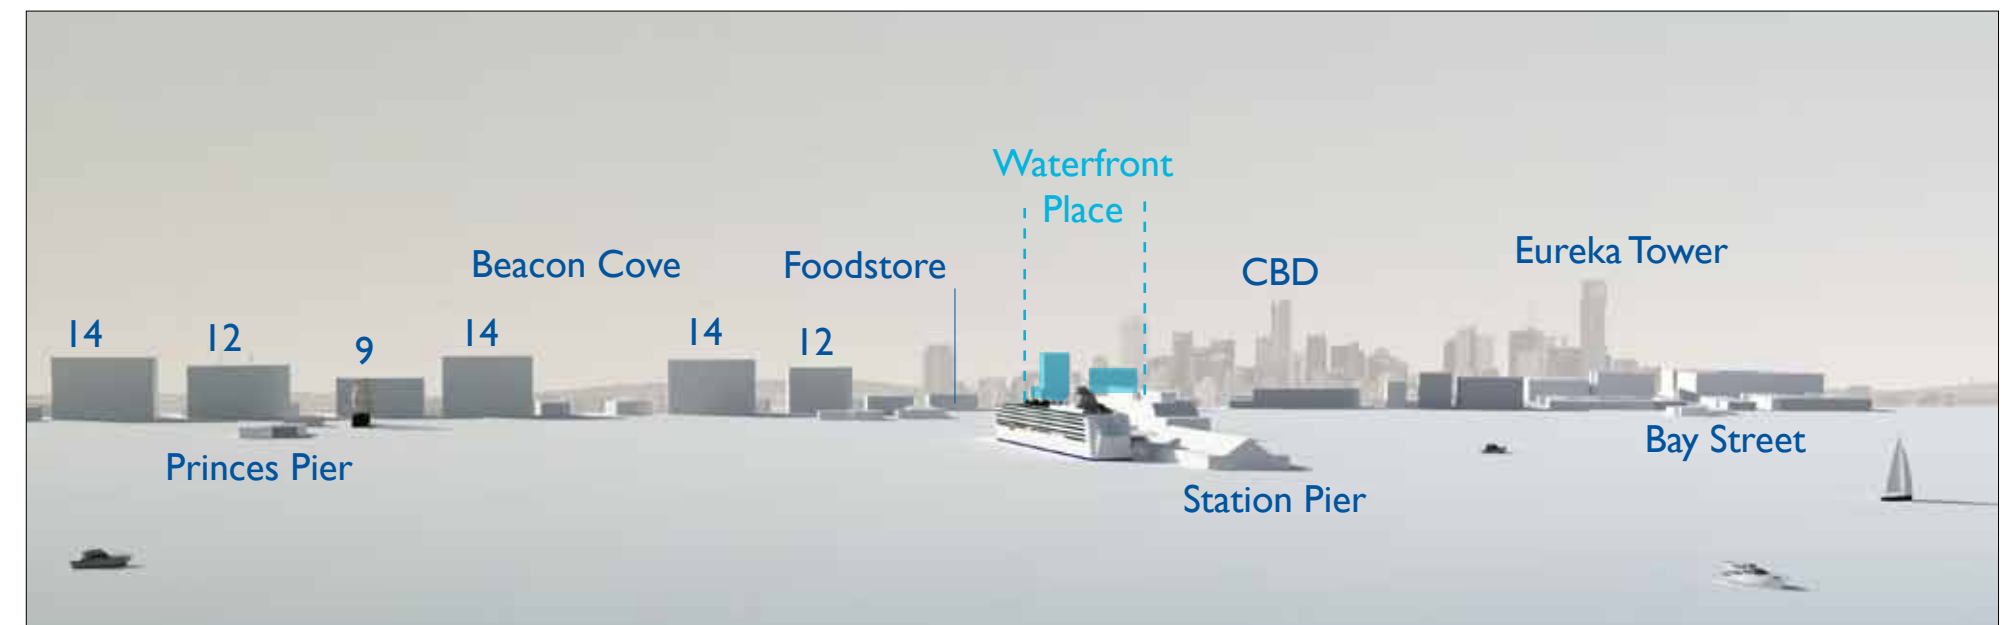 Waterfront
Place
Beacon Cove
Foodstore
CBD
Eureka Tower
14
12
9
14
14
12
Princes Pier
Station Pier
Bay Street